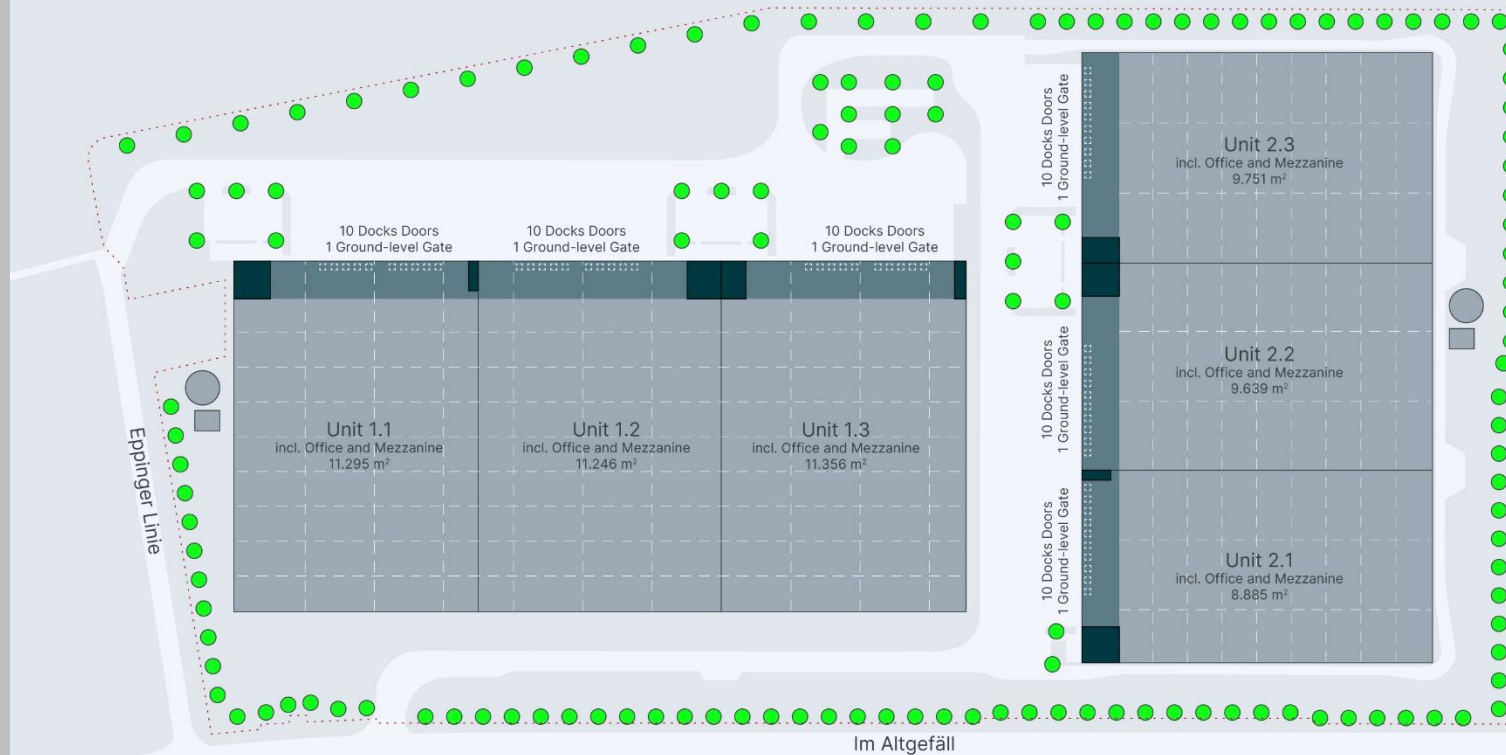 10 Docks Doors
1 Ground-level Gate
10 Docks Doors
1 Ground-level Gate
10 Docks Doors
1 Ground-level Gate
10 Docks Doors
1 Ground-level Gate
Unit 2.3
incl. Office and Mezzanine
9.751 m²
10 Docks Doors
1 Ground-level Gate
Unit 2.2
incl. Office and Mezzanine
9.639 m²
Unit 1.1
incl. Office and Mezzanine
11.295 m²
Unit 1.2
incl. Office and Mezzanine
11.246 m²
Unit 1.3
incl. Office and Mezzanine
11.356 m²
10 Docks Doors
1 Ground-level Gate
Unit 2.1
incl. Office and Mezzanine
8.885 m²
Eppinger Linie
Im Altgefäll